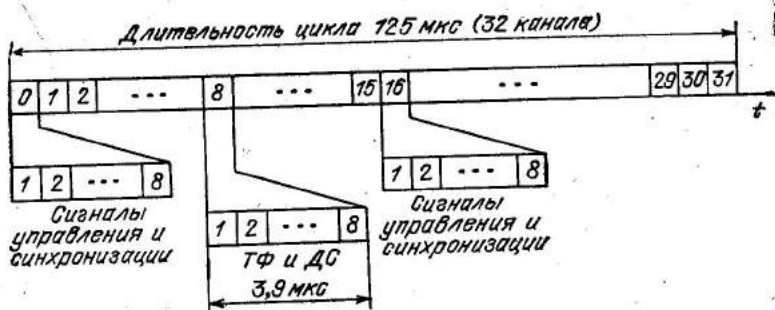 Длительность цикла 125 мкс (32 канала)
0 1 2 --- 8 --- 15 16 --- 29 30 31
t
1 2 --- 8
Сигналы
управления и
синхронизации
1 2 --- 8
ТФ и ДС
3,9 мкс
1 2 --- 8
Сигналы
управления и
синхронизации